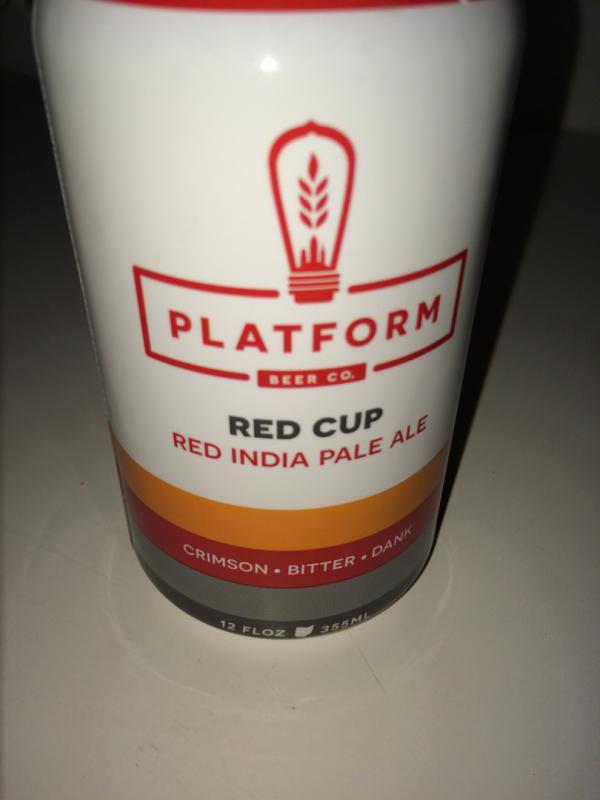 PLATFORM
BEER CO.
RED CUP
RED INDIA PALE ALE
CRIMSON • BITTER • DANK
12 FLOZ 355ML